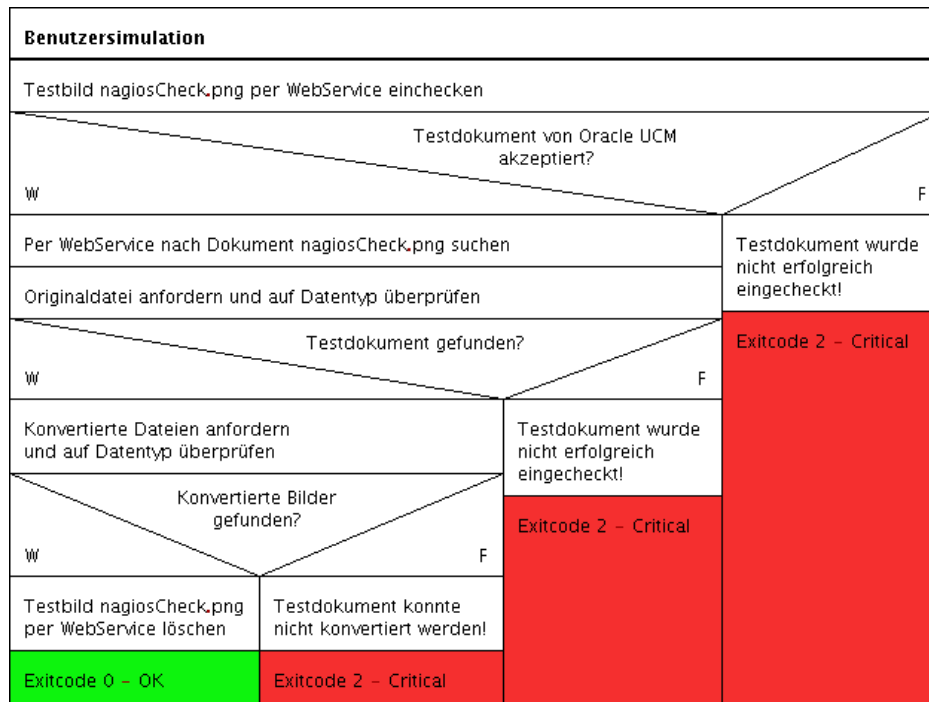 Benutzersimulation
Testbild nagiosCheck.png per WebService einchecken
Testdokument von Oracle UCM
akzeptiert?
W
F
Per WebService nach Dokument nagiosCheck.png suchen
Testdokument wurde
nicht erfolgreich
eingecheckt!
Originaldatei anfordern und auf Datentyp überprüfen
Exitcode 2 - Critical
Testdokument gefunden?
W
F
Konvertierte Dateien anfordern
und auf Datentyp überprüfen
Testdokument wurde
nicht erfolgreich
eingecheckt!
Konvertierte Bilder
gefunden?
W
F
Exitcode 2 - Critical
Testbild nagiosCheck.png
per WebService löschen
Testdokument konnte
nicht konvertiert werden!
Exitcode 0 - OK
Exitcode 2 - Critical